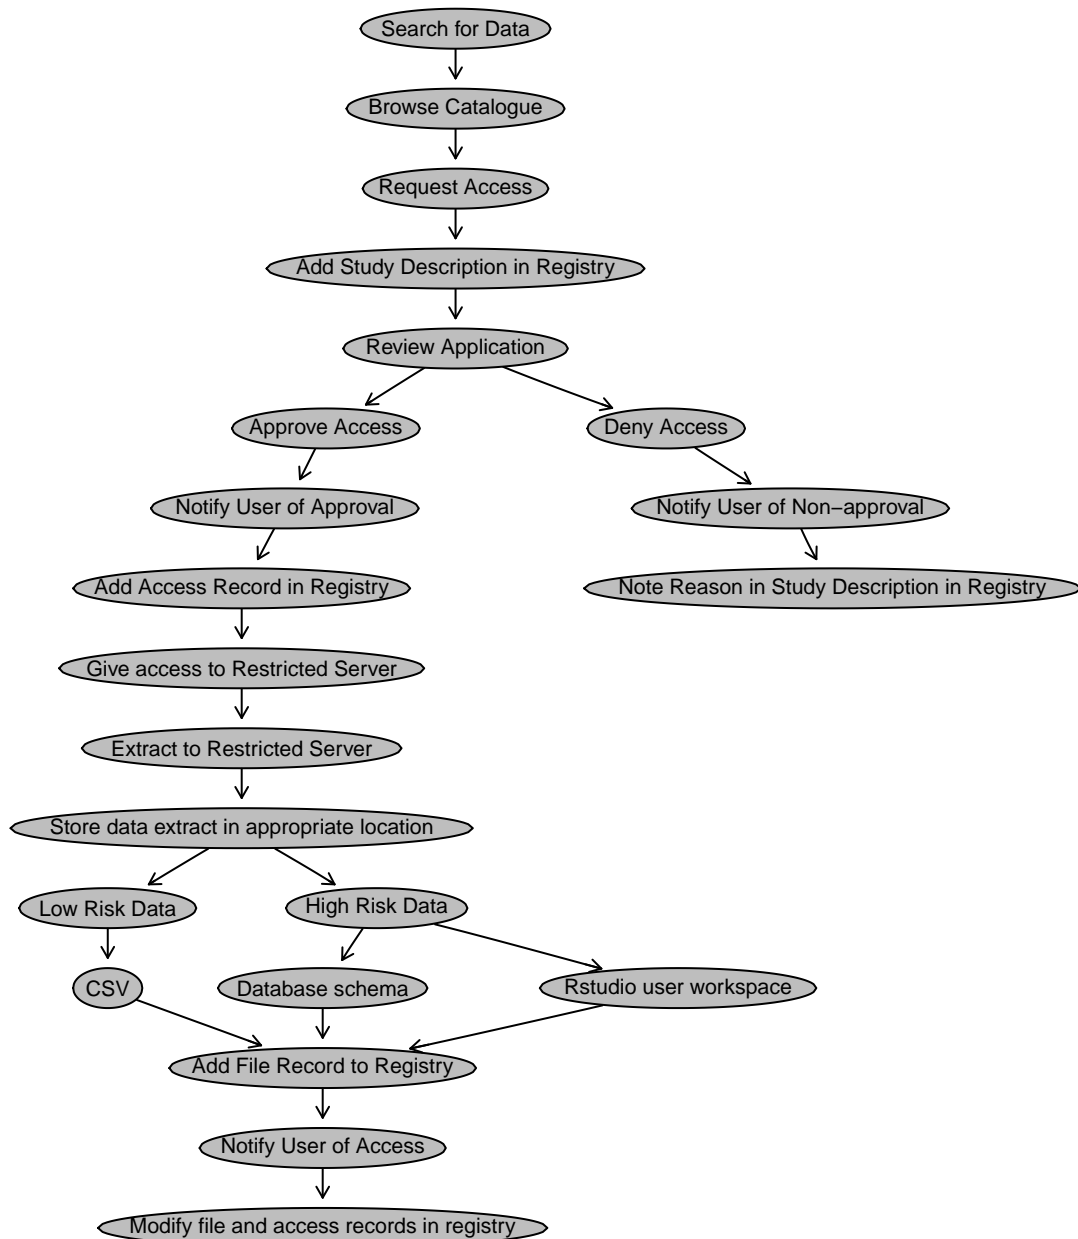 Search for Data
Browse Catalogue
Request Access
Add Study Description in Registry
Review Application
Approve Access
Deny Access
Notify User of Approval
Notify User of Non−approval
Add Access Record in Registry
Note Reason in Study Description in Registry
Give access to Restricted Server
Extract to Restricted Server
Store data extract in appropriate location
Low Risk Data
High Risk Data
CSV
Database schema
Rstudio user workspace
Add File Record to Registry
Notify User of Access
Modify file and access records in registry